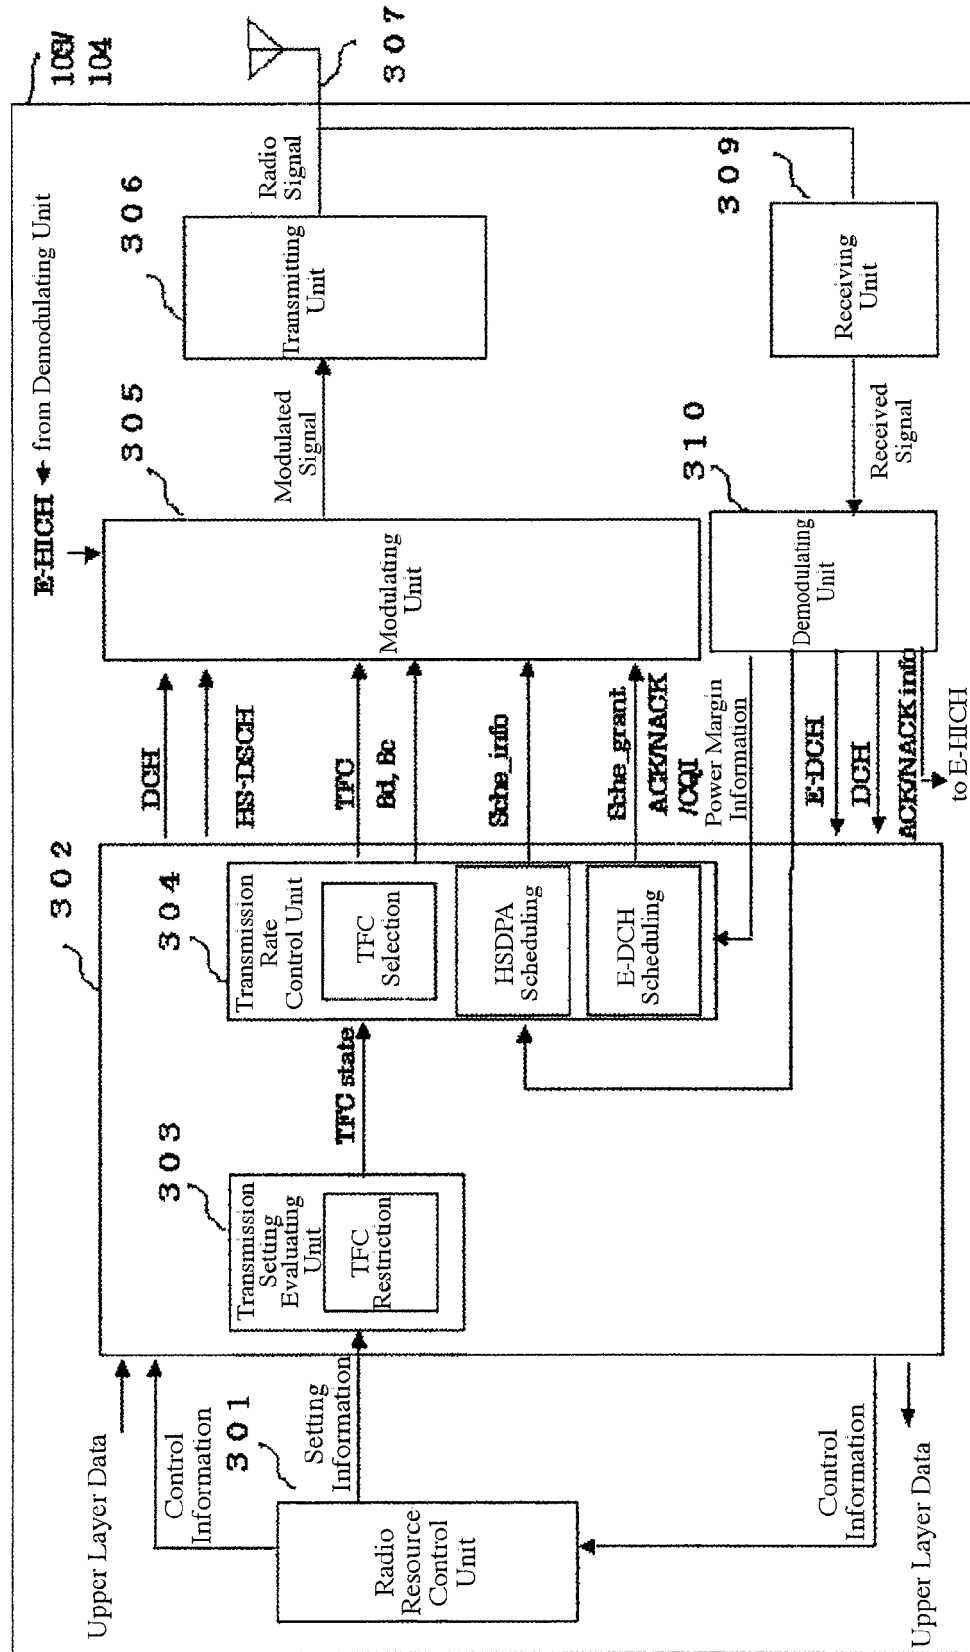 103/
104
E-HICH
from Demodulating Unit
307
Radio
Signal
306
Transmitting
Unit
309
Receiving
Unit
305
Modulated
Signal
310
Received
Signal
Modulating
Unit
Demodulating
Unit
DCH
HS-DSCH
TFC
Bd, Bc
Sche_info
Sche_grant
ACK/NACK
/CQI
Power Margin
Information
E-DCH
DCH
ACK/NACK info
to E-HICH
302
304
Transmission
Rate
Control Unit
TFC
Selection
HSDPA
Scheduling
E-DCH
Scheduling
TFC state
303
Transmission
Setting
Evaluating
Unit
TFC
Restriction
Upper Layer Data
Control
Information
301
Setting
Information
Radio
Resource
Control
Unit
Control
Information
Upper Layer Data